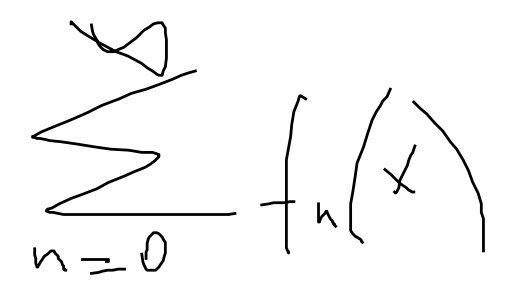 ∞
∑ fₙ(x)
n=0